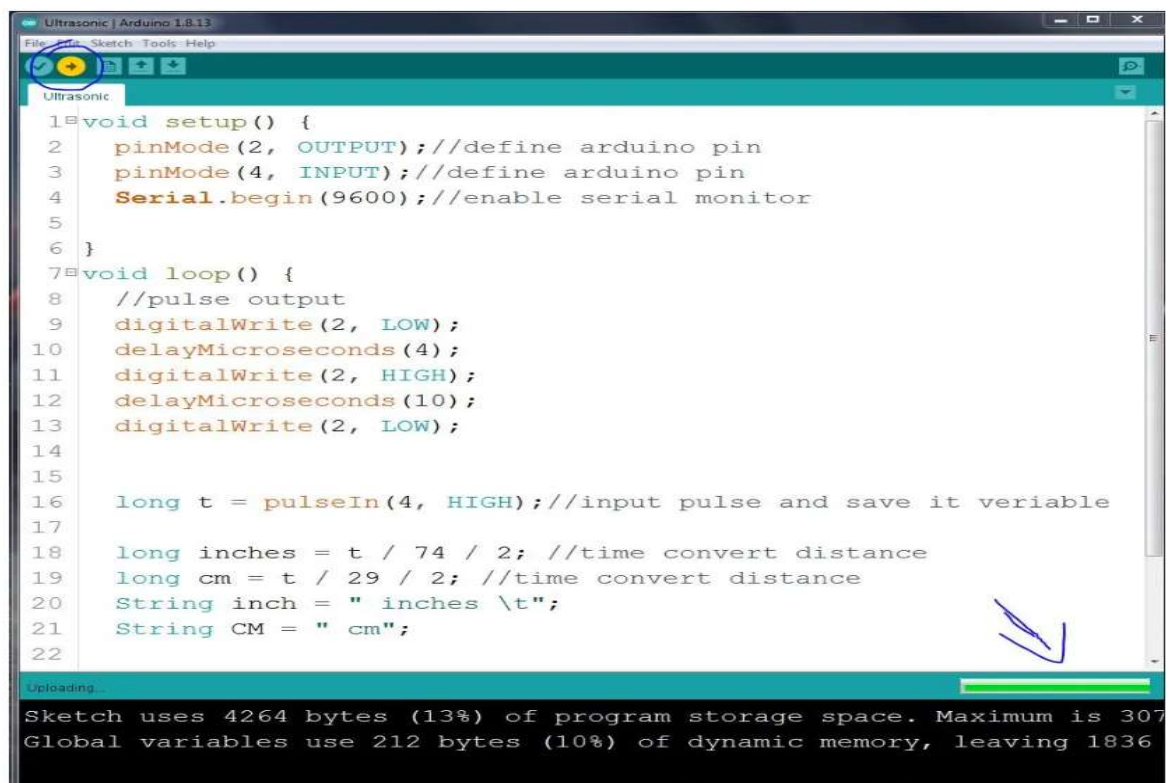 Ultrasonic | Arduino 1.8.13
File Edit Sketch Tools Help
Ultrasonic
1 void setup() {
2 pinMode(2, OUTPUT);//define arduino pin
3 pinMode(4, INPUT);//define arduino pin
4 Serial.begin(9600);//enable serial monitor
5
6 }
7 void loop() {
8 //pulse output
9 digitalWrite(2, LOW);
10 delayMicroseconds(4);
11 digitalWrite(2, HIGH);
12 delayMicroseconds(10);
13 digitalWrite(2, LOW);
14
15
16 long t = pulseIn(4, HIGH);//input pulse and save it veriable
17
18 long inches = t / 74 / 2; //time convert distance
19 long cm = t / 29 / 2; //time convert distance
20 String inch = " inches \t";
21 String CM = " cm";
22
Uploading...
Sketch uses 4264 bytes (13%) of program storage space. Maximum is 307
Global variables use 212 bytes (10%) of dynamic memory, leaving 1836